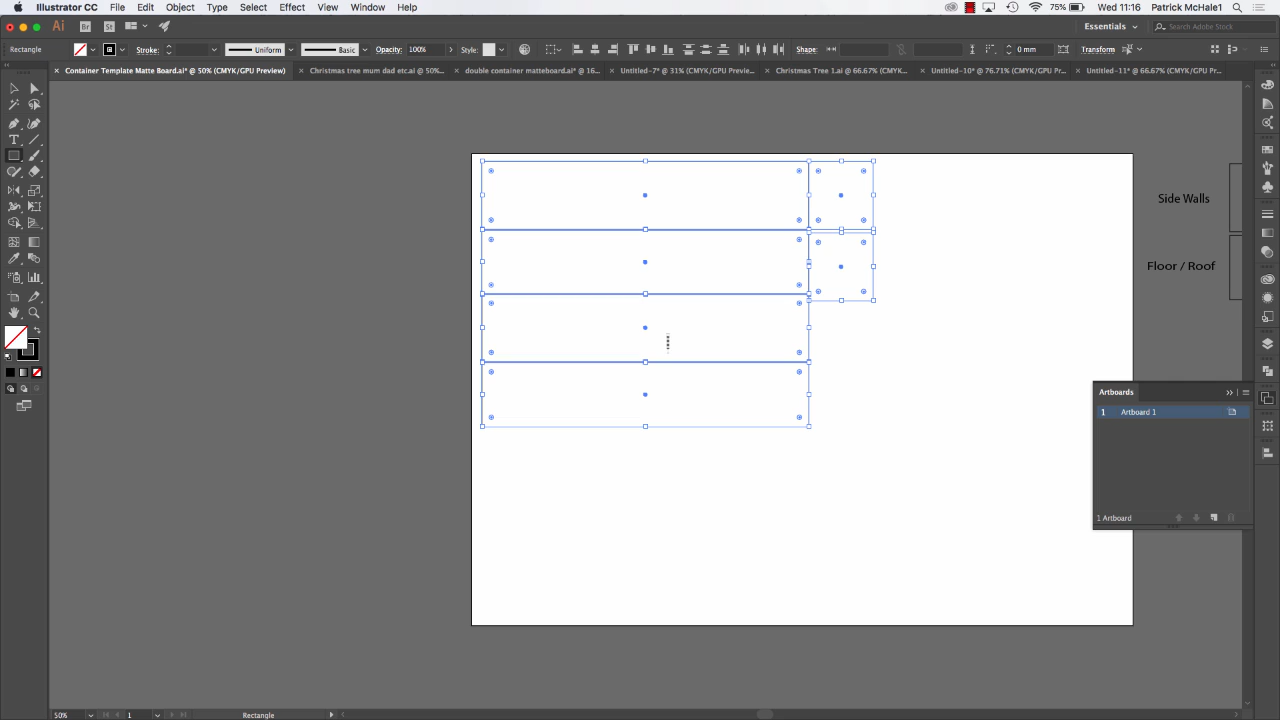 Illustrator CC File Edit Object Type Select Effect View Window Help 75% Wed 11:16 Patrick McHale1
Ai Br St Essentials Search Adobe Stock
Rectangle Stroke: Uniform Basic Opacity: 100% Style: Shape: 0 mm Transform
× Container Template Matte Board.ai* @ 50% (CMYK/GPU Preview) × Christmas tree mum dad etc.ai @ 50%... × double container matteboard.ai* @ 16... × Untitled-7* @ 31% (CMYK/GPU Previe... × Christmas Tree 1.ai @ 66.67% (CMYK... × Untitled-10* @ 76.71% (CMYK/GPU Pr... × Untitled-11* @ 66.67% (CMYK/GPU Pr...
Side Walls
Floor / Roof
Artboards
1 Artboard 1
1 Artboard
50% 1 Rectangle